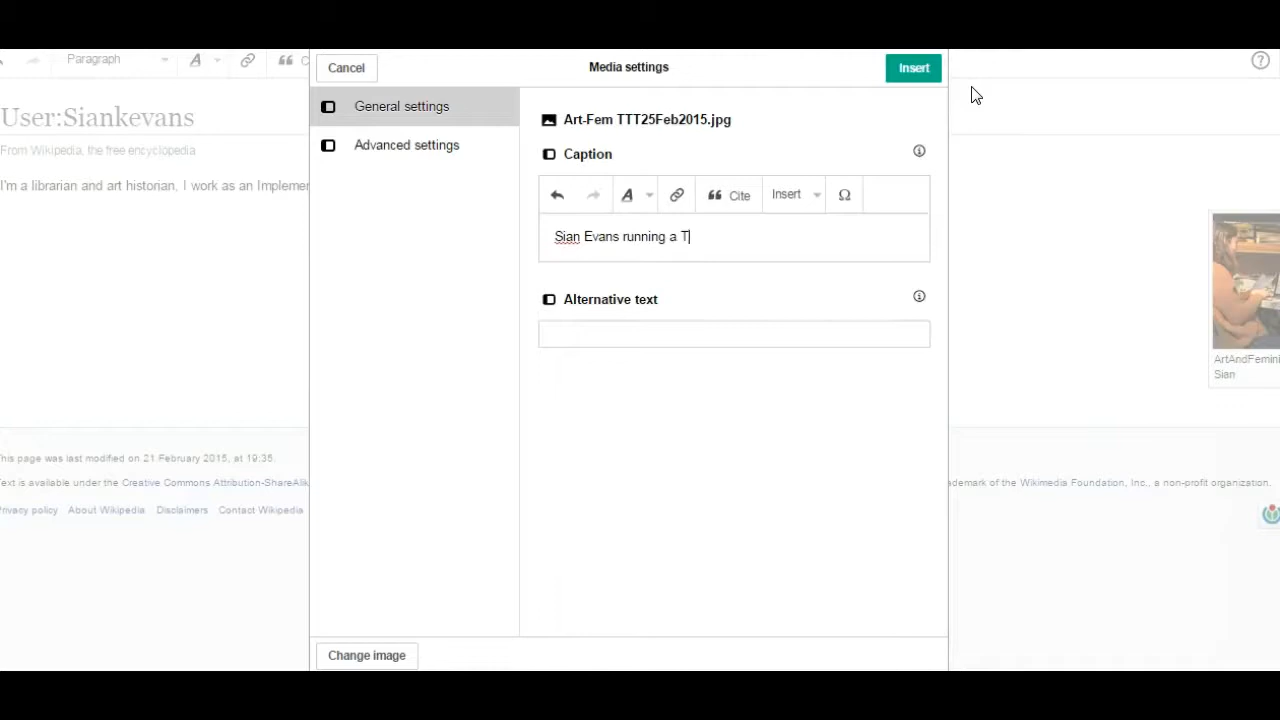 Paragraph
A
C
Cancel
Media settings
Insert
?
User:Siankevans
From Wikipedia, the free encyclopedia
I'm a librarian and art historian. I work as an Implemen
General settings
Advanced settings
Art-Fem TTT25Feb2015.jpg
Caption
A
Cite
Insert
Ω
Sian Evans running a T
Alternative text
ArtAndFemini
Sian
This page was last modified on 21 February 2015, at 19:35.
Text is available under the Creative Commons Attribution-ShareAlik
ademark of the Wikimedia Foundation, Inc., a non-profit organization.
Privacy policy About Wikipedia Disclaimers Contact Wikipedia
Change image